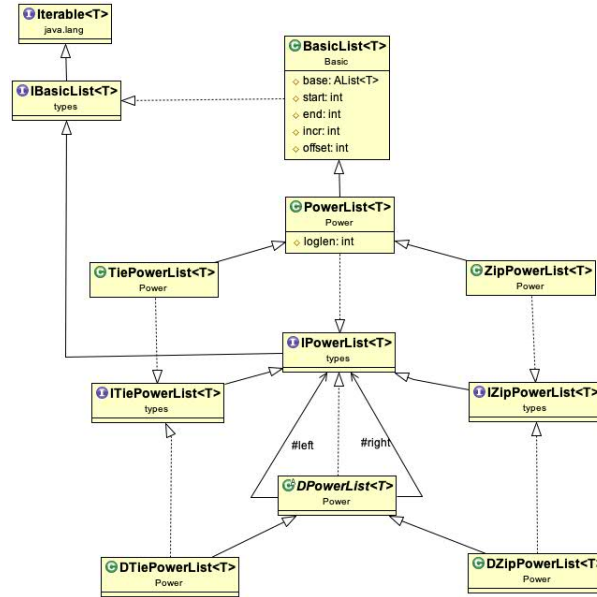 Iterable<T>
java.lang
BasicList<T>
Basic
base: AList<T>
start: int
end: int
incr: int
offset: int
IBasicList<T>
types
PowerList<T>
Power
loglen: int
TiePowerList<T>
Power
ZipPowerList<T>
Power
IPowerList<T>
types
ITiePowerList<T>
types
IZipPowerList<T>
types
#left
#right
DPowerList<T>
Power
DTiePowerList<T>
Power
DZipPowerList<T>
Power